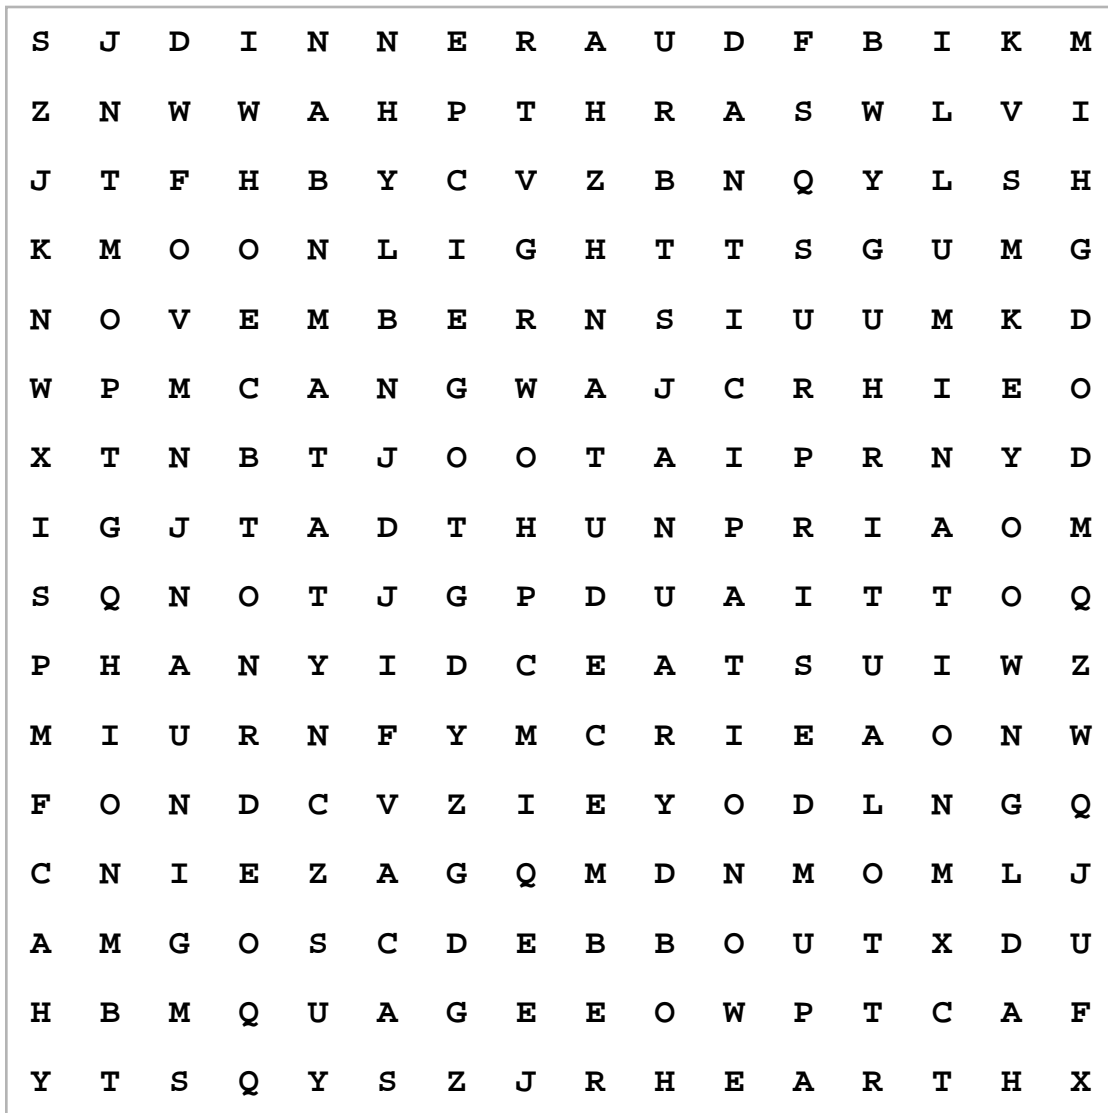 S J D I N N E R A U D F B I K M
Z N W W A H P T H R A S W L V I
J T F H B Y C V Z B N Q Y L S H
K M O O N L I G H T T S G U M G
N O V E M B E R N S I U U M K D
W P M C A N G W A J C R H I E O
X T N B T J O O T A I P R N Y D
I G J T A D T H U N P R I A O M
S Q N O T J G P D U A I T T O Q
P H A N Y I D C E A T S U I W Z
M I U R N F Y M C R I E A O N W
F O N D C V Z I E Y O D L N G Q
C N I E Z A G Q M D N M O M L J
A M G O S C D E B B O U T X D U
H B M Q U A G E E O W P T C A F
Y T S Q Y S Z J R H E A R T H X